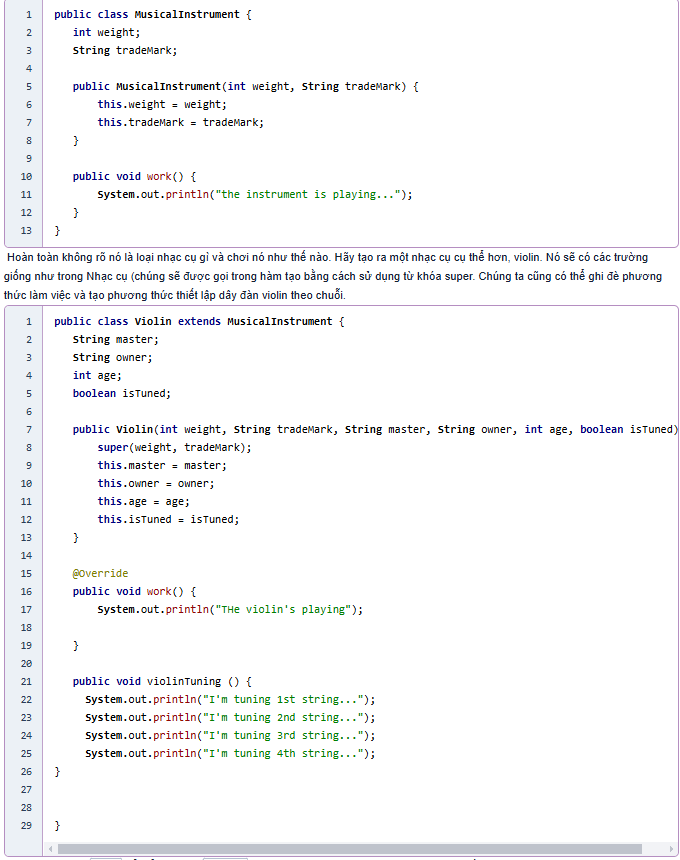 1 public class MusicalInstrument {
2 int weight;
3 String tradeMark;
4
5 public MusicalInstrument(int weight, String tradeMark) {
6 this.weight = weight;
7 this.tradeMark = tradeMark;
8 }
9
10 public void work() {
11 System.out.println("the instrument is playing...");
12 }
13 }
Hoàn toàn không rõ nó là loại nhạc cụ gì và chơi nó như thế nào. Hãy tạo ra một nhạc cụ cụ thể hơn, violin. Nó sẽ có các trường
giống như trong Nhạc cụ (chúng sẽ được gọi trong hàm tạo bằng cách sử dụng từ khóa super. Chúng ta cũng có thể ghi đè phương
thức làm việc và tạo phương thức thiết lập dây đàn violin theo chuỗi.
1 public class Violin extends MusicalInstrument {
2 String master;
3 String owner;
4 int age;
5 boolean isTuned;
6
7 public Violin(int weight, String tradeMark, String master, String owner, int age, boolean isTuned)
8 super(weight, tradeMark);
9 this.master = master;
10 this.owner = owner;
11 this.age = age;
12 this.isTuned = isTuned;
13 }
14
15 @Override
16 public void work() {
17 System.out.println("THe violin's playing");
18
19 }
20
21 public void violinTuning () {
22 System.out.println("I'm tuning 1st string...");
23 System.out.println("I'm tuning 2nd string...");
24 System.out.println("I'm tuning 3rd string...");
25 System.out.println("I'm tuning 4th string...");
26 }
27
28
29 }